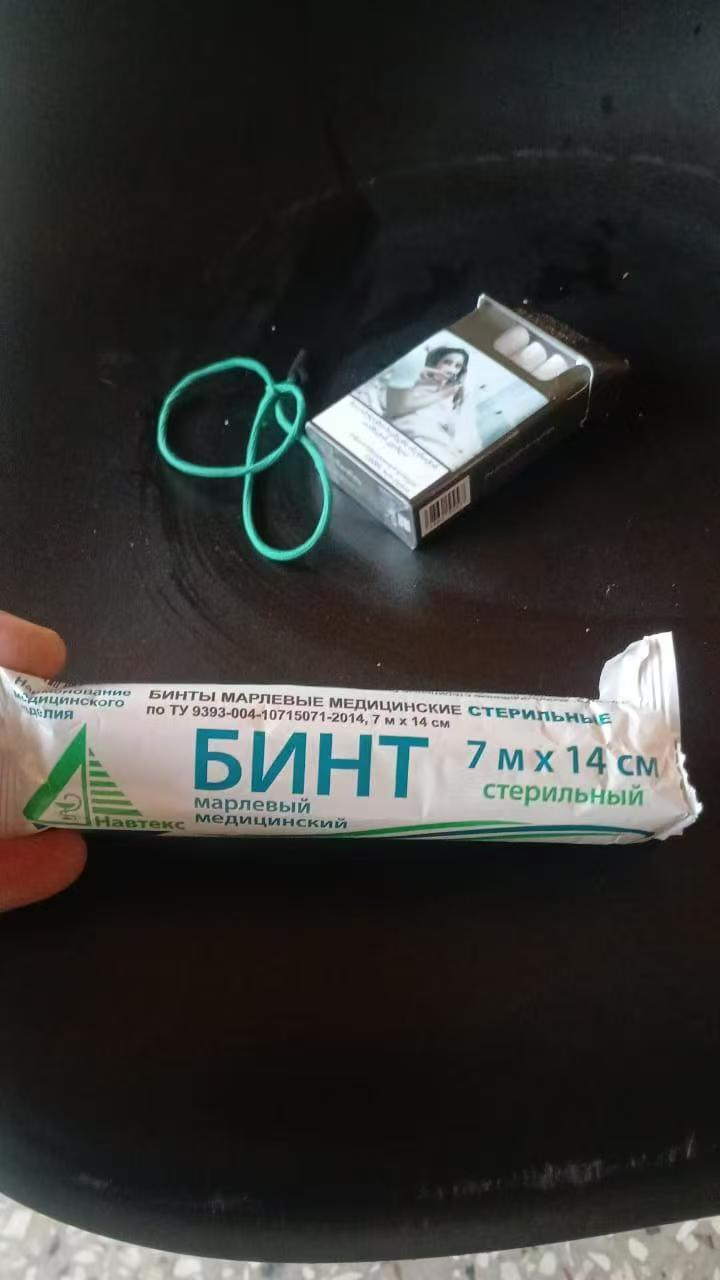 Наименование
медицинского
изделия
БИНТЫ МАРЛЕВЫЕ МЕДИЦИНСКИЕ СТЕРИЛЬНЫЕ
по ТУ 9393-004-10715071-2014, 7 м х 14 см
БИНТ
7 м х 14 см
стерильный
марлевый
медицинский
Навтекс